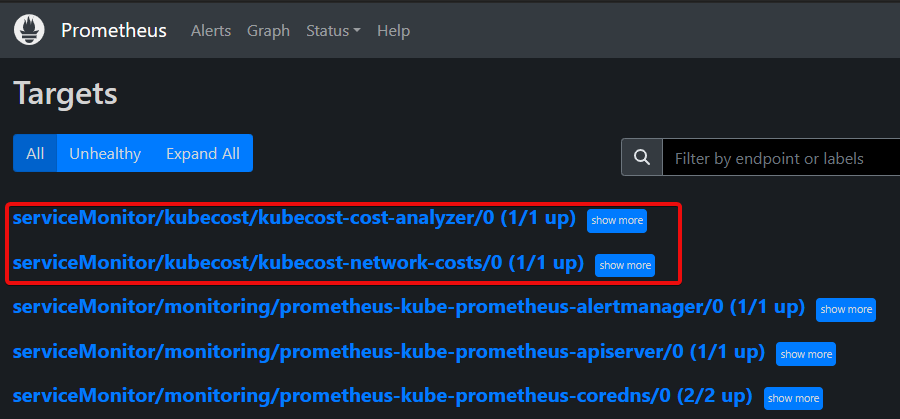 Prometheus Alerts Graph Status Help
Targets
All Unhealthy Expand All Filter by endpoint or labels
serviceMonitor/kubecost/kubecost-cost-analyzer/0 (1/1 up) show more
serviceMonitor/kubecost/kubecost-network-costs/0 (1/1 up) show more
serviceMonitor/monitoring/prometheus-kube-prometheus-alertmanager/0 (1/1 up) show more
serviceMonitor/monitoring/prometheus-kube-prometheus-apiserver/0 (1/1 up) show more
serviceMonitor/monitoring/prometheus-kube-prometheus-coredns/0 (2/2 up) show more